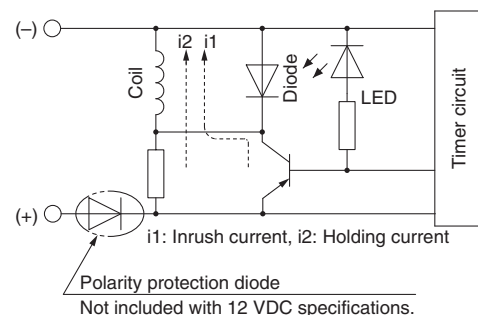 (–)
i2 i1
Coil
Diode
LED
Timer circuit
(+)
i1: Inrush current, i2: Holding current
Polarity protection diode
Not included with 12 VDC specifications.